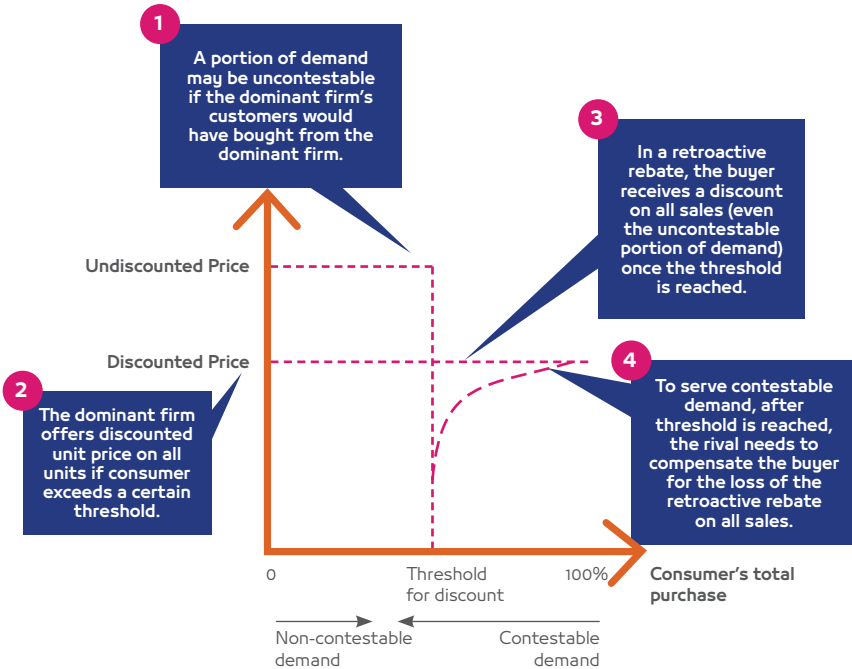 1
A portion of demand
may be uncontestable
if the dominant firm's
customers would
have bought from the
dominant firm.
3
In a retroactive
rebate, the buyer
receives a discount
on all sales (even
the uncontestable
portion of demand)
once the threshold
is reached.
Undiscounted Price
Discounted Price
2
The dominant firm
offers discounted
unit price on all
units if consumer
exceeds a certain
threshold.
4
To serve contestable
demand, after
threshold is reached,
the rival needs to
compensate the buyer
for the loss of the
retroactive rebate
on all sales.
0
Threshold
for discount
100%
Consumer's total
purchase
Non-contestable
demand
Contestable
demand